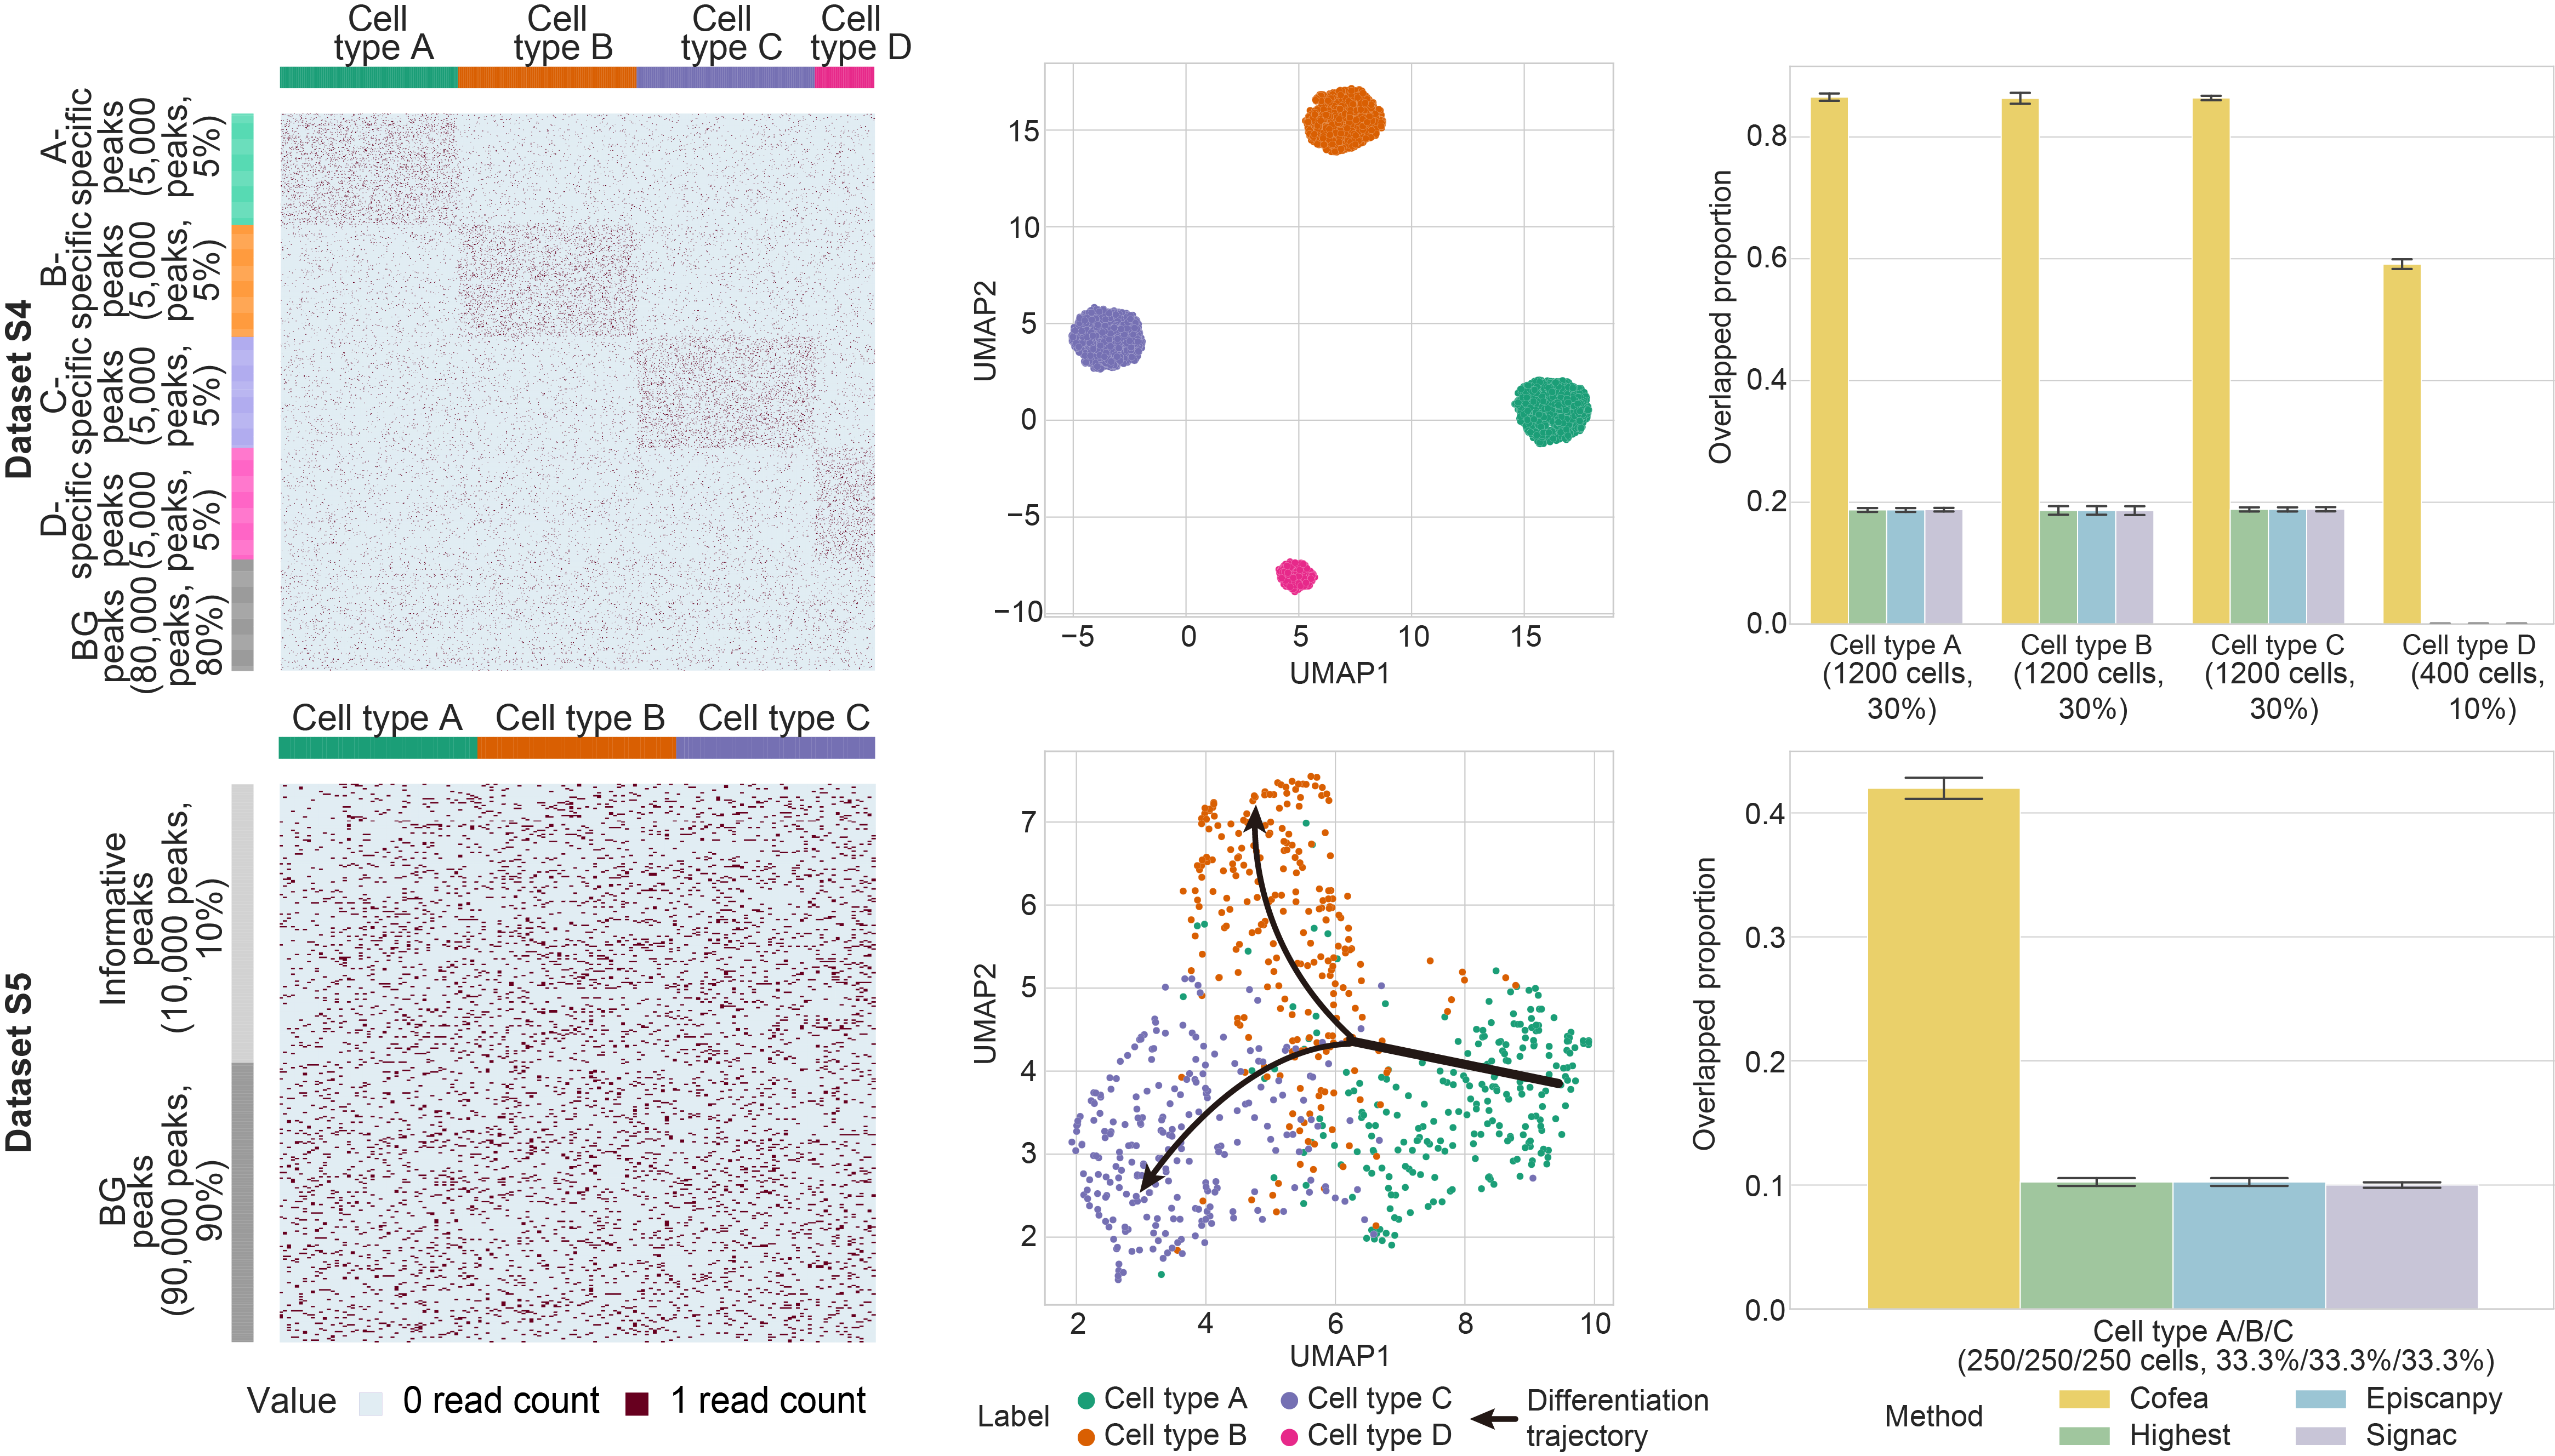 Cell
type A
Cell
type B
Cell
type C
Cell
type D
Dataset S4
A-
specific
peaks
(5,000
peaks,
5%)
B-
specific
peaks
(5,000
peaks,
5%)
C-
specific
peaks
(5,000
peaks,
5%)
D-
specific
peaks
(5,000
peaks,
5%)
BG
peaks
(80,000
peaks,
80%)
UMAP2
15
10
5
0
−5
−10
−5
0
5
10
15
UMAP1
Overlapped proportion
0.8
0.6
0.4
0.2
0.0
Cell type A
(1200 cells,
30%)
Cell type B
(1200 cells,
30%)
Cell type C
(1200 cells,
30%)
Cell type D
(400 cells,
10%)
Cell type A
Cell type B
Cell type C
Dataset S5
Informative
peaks
(10,000 peaks,
10%)
BG
peaks
(90,000 peaks,
90%)
Value
0 read count
1 read count
UMAP2
7
6
5
4
3
2
2
4
6
8
10
UMAP1
Label
Cell type A
Cell type C
Cell type B
Cell type D
Differentiation
trajectory
Overlapped proportion
0.4
0.3
0.2
0.1
0.0
Cell type A/B/C
(250/250/250 cells, 33.3%/33.3%/33.3%)
Method
Cofea
Episcanpy
Highest
Signac